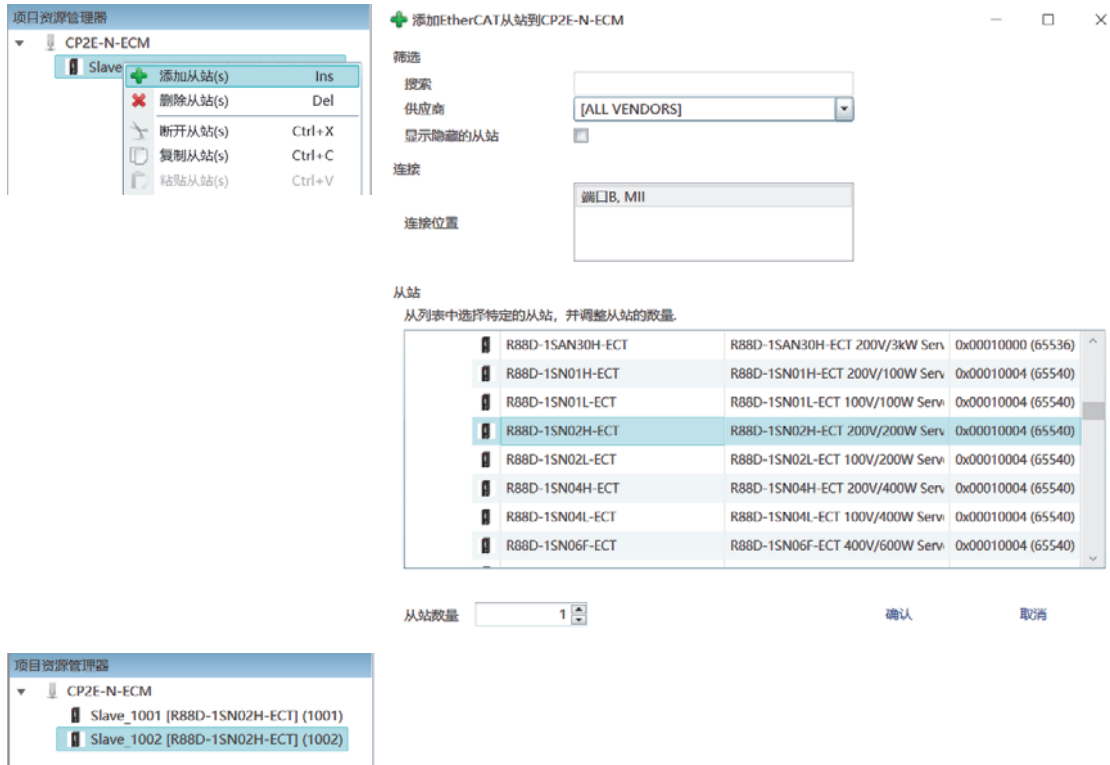 项目资源管理器
CP2E-N-ECM
Slave
添加从站(s) Ins
删除从站(s) Del
断开从站(s) Ctrl+X
复制从站(s) Ctrl+C
粘贴从站(s) Ctrl+V
添加EtherCAT从站到CP2E-N-ECM
筛选
搜索
供应商 [ALL VENDORS]
显示隐藏的从站
连接
端口B, MII
连接位置
从站
从列表中选择特定的从站，并调整从站的数量.
R88D-1SAN30H-ECT R88D-1SAN30H-ECT 200V/3kW Serv 0x00010000 (65536)
R88D-1SN01H-ECT R88D-1SN01H-ECT 200V/100W Serv 0x00010004 (65540)
R88D-1SN01L-ECT R88D-1SN01L-ECT 100V/100W Serv 0x00010004 (65540)
R88D-1SN02H-ECT R88D-1SN02H-ECT 200V/200W Serv 0x00010004 (65540)
R88D-1SN02L-ECT R88D-1SN02L-ECT 100V/200W Serv 0x00010004 (65540)
R88D-1SN04H-ECT R88D-1SN04H-ECT 200V/400W Serv 0x00010004 (65540)
R88D-1SN04L-ECT R88D-1SN04L-ECT 100V/400W Serv 0x00010004 (65540)
R88D-1SN06F-ECT R88D-1SN06F-ECT 400V/600W Serv 0x00010004 (65540)
从站数量 1 确认 取消
项目资源管理器
CP2E-N-ECM
Slave_1001 [R88D-1SN02H-ECT] (1001)
Slave_1002 [R88D-1SN02H-ECT] (1002)